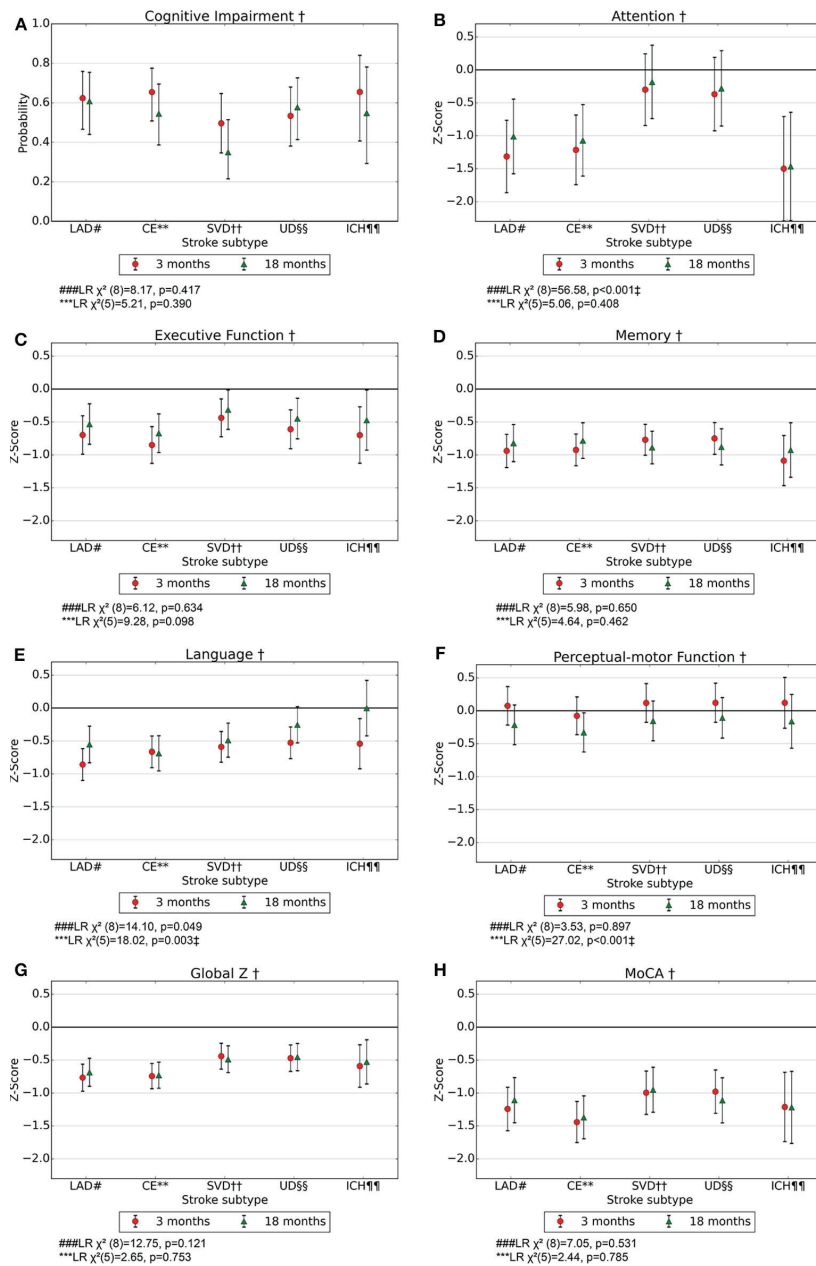 A
Cognitive Impairment †
1.0
0.8
0.6
0.4
0.2
0.0
Probability
LAD# CE** SVD†† UD§§ ICH¶¶
Stroke subtype
3 months 18 months
###LR χ² (8)=8.17, p=0.417
***LR χ²(5)=5.21, p=0.390
B
Attention †
0.5
0.0
−0.5
−1.0
−1.5
−2.0
Z-Score
LAD# CE** SVD†† UD§§ ICH¶¶
Stroke subtype
3 months 18 months
###LR χ² (8)=56.58, p<0.001‡
***LR χ²(5)=5.06, p=0.408
C
Executive Function †
0.5
0.0
−0.5
−1.0
−1.5
−2.0
Z-Score
LAD# CE** SVD†† UD§§ ICH¶¶
Stroke subtype
3 months 18 months
###LR χ² (8)=6.12, p=0.634
***LR χ²(5)=9.28, p=0.098
D
Memory †
0.5
0.0
−0.5
−1.0
−1.5
−2.0
Z-Score
LAD# CE** SVD†† UD§§ ICH¶¶
Stroke subtype
3 months 18 months
###LR χ² (8)=5.98, p=0.650
***LR χ²(5)=4.64, p=0.462
E
Language †
0.5
0.0
−0.5
−1.0
−1.5
−2.0
Z-Score
LAD# CE** SVD†† UD§§ ICH¶¶
Stroke subtype
3 months 18 months
###LR χ² (8)=14.10, p=0.049
***LR χ²(5)=18.02, p=0.003‡
F
Perceptual-motor Function †
0.5
0.0
−0.5
−1.0
−1.5
−2.0
Z-Score
LAD# CE** SVD†† UD§§ ICH¶¶
Stroke subtype
3 months 18 months
###LR χ² (8)=3.53, p=0.897
***LR χ²(5)=27.02, p<0.001‡
G
Global Z †
0.5
0.0
−0.5
−1.0
−1.5
−2.0
Z-Score
LAD# CE** SVD†† UD§§ ICH¶¶
Stroke subtype
3 months 18 months
###LR χ² (8)=12.75, p=0.121
***LR χ²(5)=2.65, p=0.753
H
MoCA †
0.5
0.0
−0.5
−1.0
−1.5
−2.0
Z-Score
LAD# CE** SVD†† UD§§ ICH¶¶
Stroke subtype
3 months 18 months
###LR χ² (8)=7.05, p=0.531
***LR χ²(5)=2.44, p=0.785